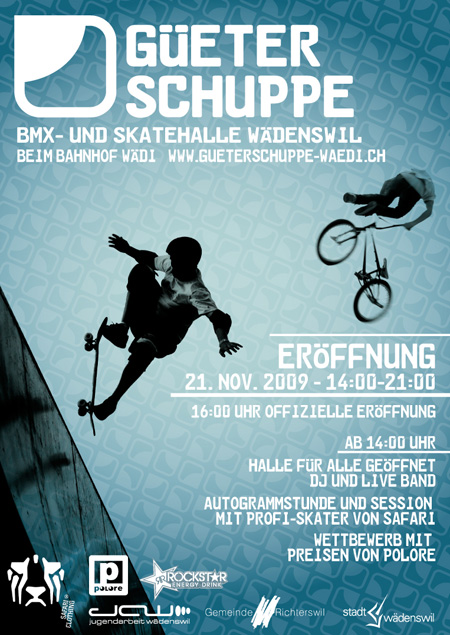 GÜETER
SCHUPPE
BMX- UND SKATEHALLE WÄDENSWIL
BEIM BAHNHOF WÄDI WWW.GUETERSCHUPPE-WAEDI.CH
ERÖFFNUNG
21. NOV. 2009 - 14:00-21:00
16:00 UHR OFFIZIELLE ERÖFFNUNG
AB 14:00 UHR
HALLE FÜR ALLE GEÖFFNET
DJ UND LIVE BAND
AUTOGRAMMSTUNDE UND SESSION
MIT PROFI-SKATER VON SAFARI
WETTBEWERB MIT
PREISEN VON POLORE
SAFARI
CLOTHING
P
polore
ROCKSTAR
ENERGY DRINK
JCW
jugendarbeit wädenswil
Gemeinde Richterswil
stadt wädenswil